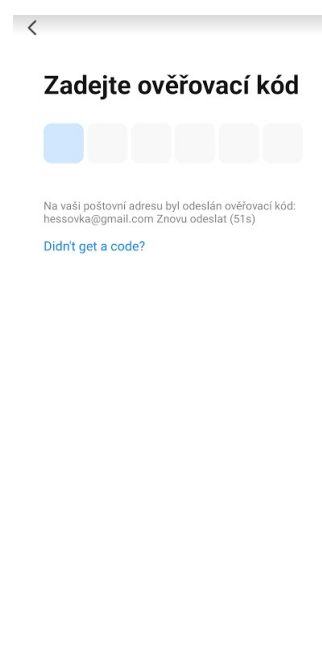 Zadejte ověřovací kód
Na vaši poštovní adresu byl odeslán ověřovací kód:
hessovka@gmail.com Znovu odeslat (51s)
Didn't get a code?